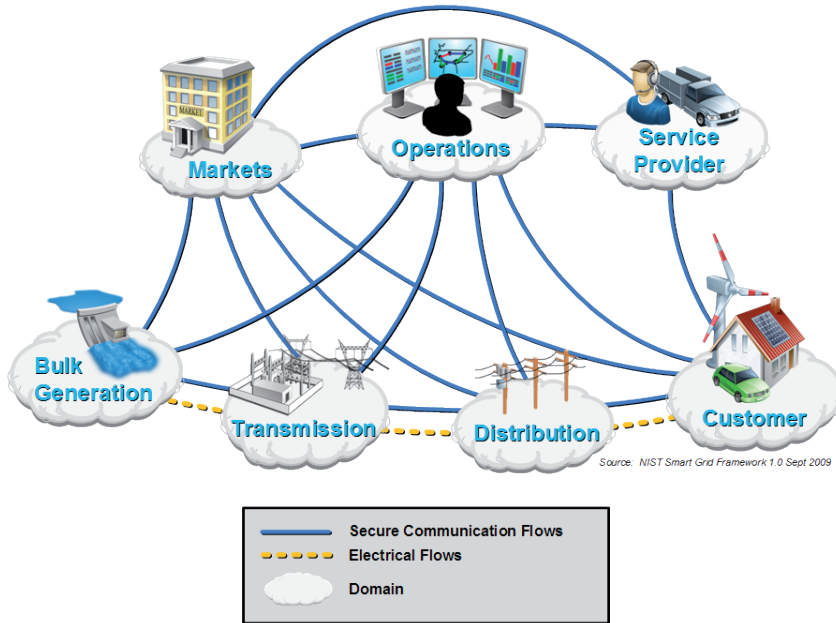 MARKET
Markets
Operations
Service
Provider
Bulk
Generation
Transmission
Distribution
Customer
Source: NIST Smart Grid Framework 1.0 Sept 2009
Secure Communication Flows
Electrical Flows
Domain